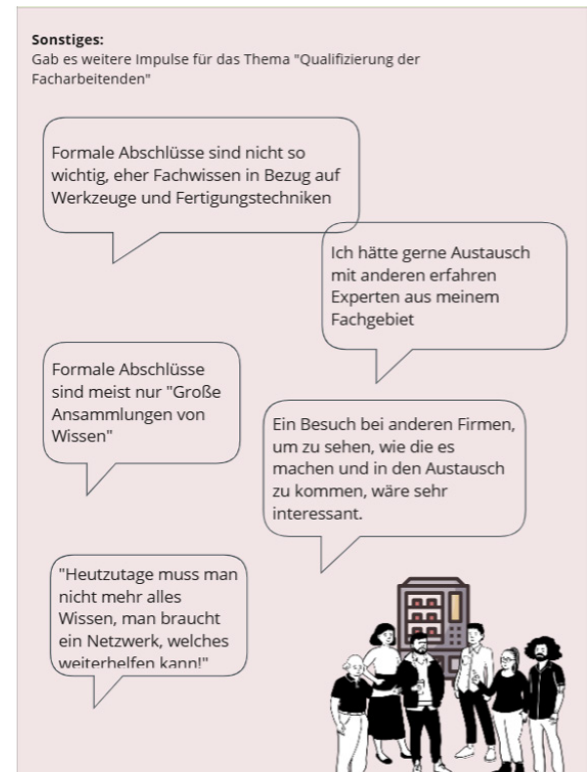 Sonstiges:
Gab es weitere Impulse für das Thema "Qualifizierung der
Facharbeitenden"
Formale Abschlüsse sind nicht so
wichtig, eher Fachwissen in Bezug auf
Werkzeuge und Fertigungstechniken
Ich hätte gerne Austausch
mit anderen erfahren
Experten aus meinem
Fachgebiet
Formale Abschlüsse
sind meist nur "Große
Ansammlungen von
Wissen"
Ein Besuch bei anderen Firmen,
um zu sehen, wie die es
machen und in den Austausch
zu kommen, wäre sehr
interessant.
"Heutzutage muss man
nicht mehr alles
Wissen, man braucht
ein Netzwerk, welches
weiterhelfen kann!"